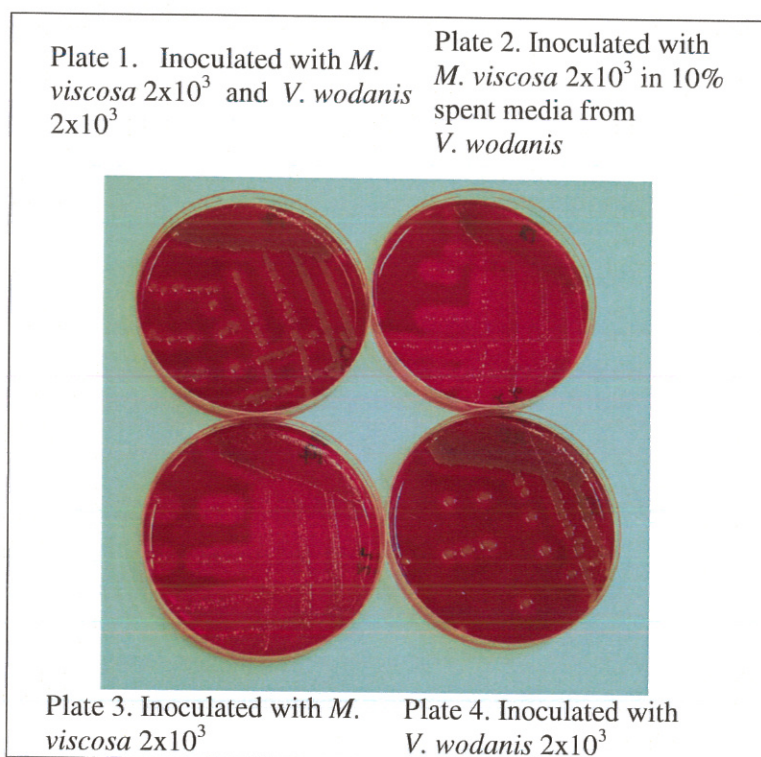 Plate 1. Inoculated with M.
viscosa 2x10³ and V. wodanis
2x10³
Plate 2. Inoculated with
M. viscosa 2x10³ in 10%
spent media from
V. wodanis
Plate 3. Inoculated with M.
viscosa 2x10³
Plate 4. Inoculated with
V. wodanis 2x10³